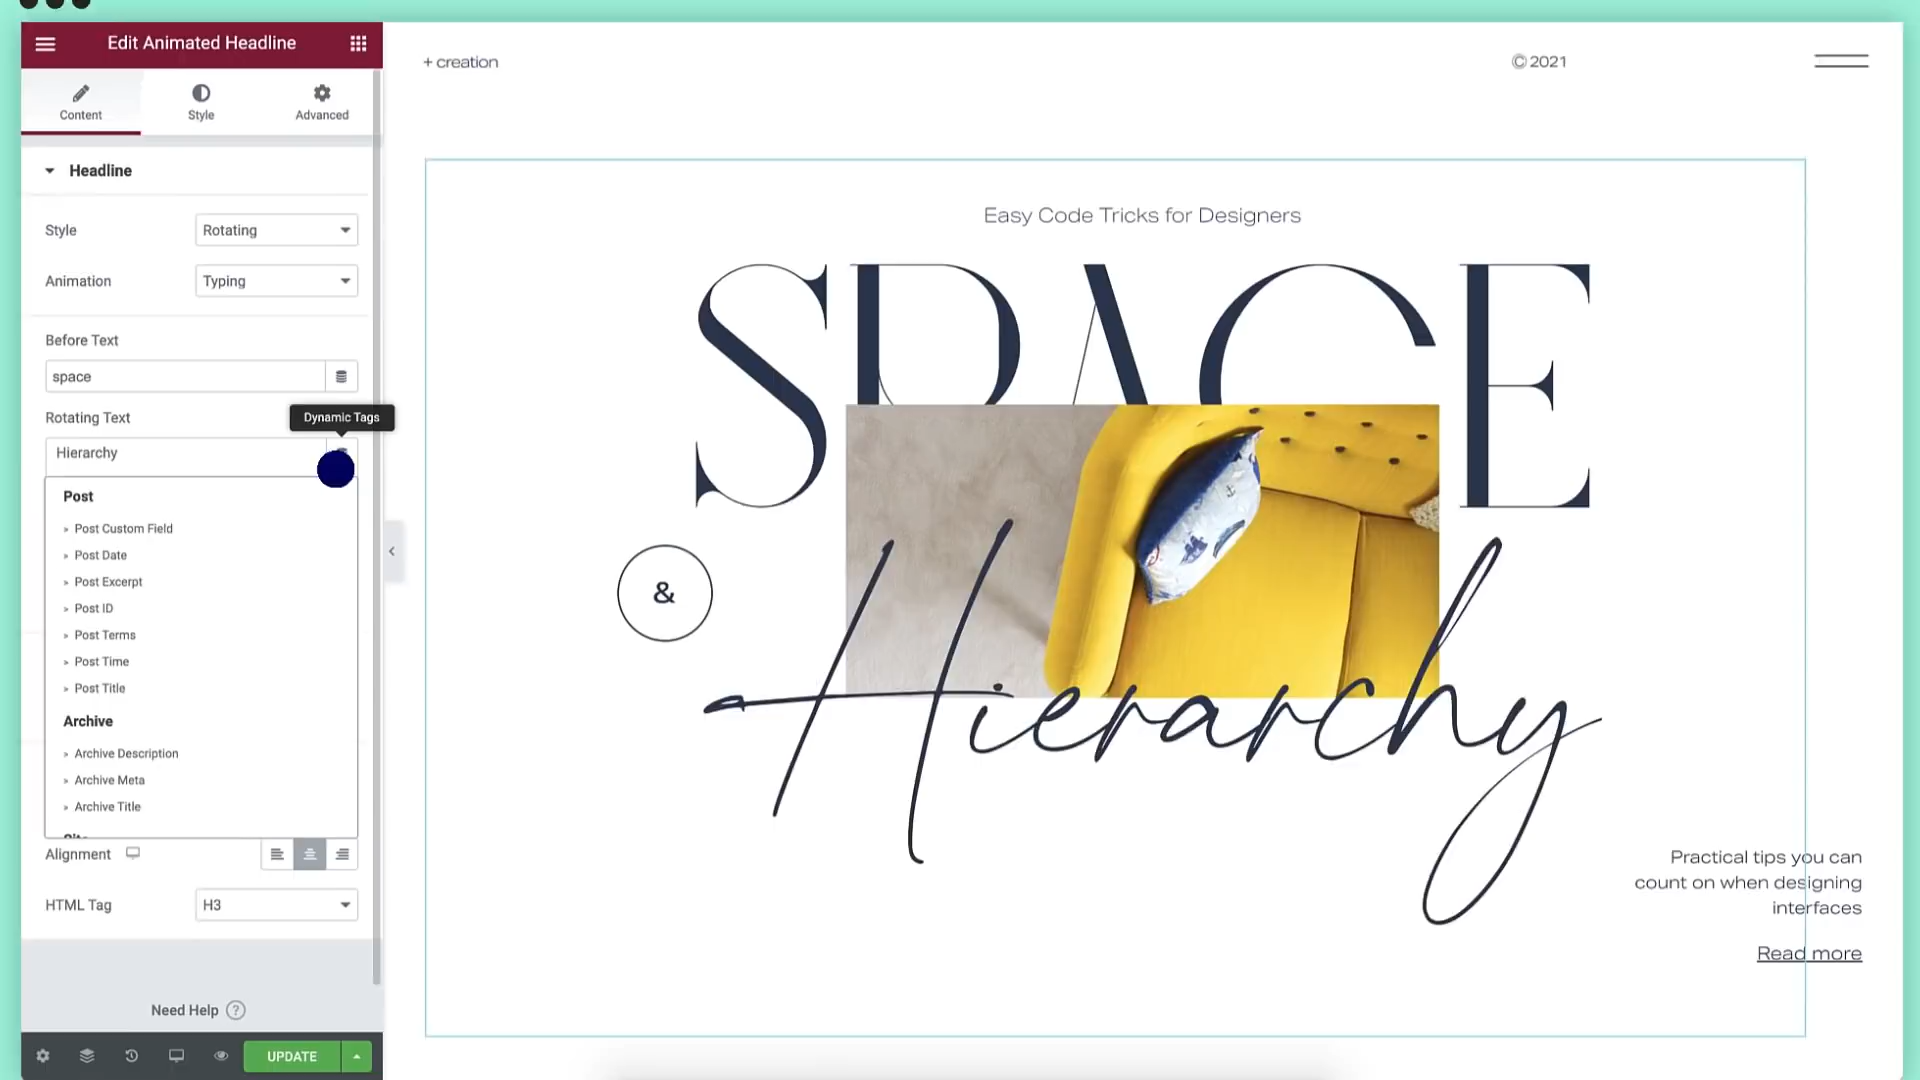 Edit Animated Headline
Content
Style
Advanced
Headline
Style
Rotating
Animation
Typing
Before Text
space
Rotating Text
Dynamic Tags
Hierarchy
Post
» Post Custom Field
» Post Date
» Post Excerpt
» Post ID
» Post Terms
» Post Time
» Post Title
Archive
» Archive Description
» Archive Meta
» Archive Title
Alignment
HTML Tag
H3
Need Help ?
UPDATE
+ creation
© 2021
Easy Code Tricks for Designers
SPACE
&
Hierarchy
Practical tips you can
count on when designing
interfaces
Read more